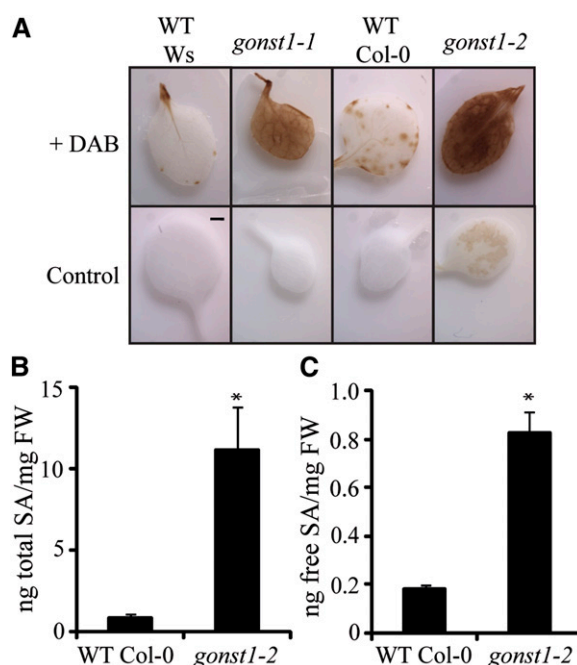 A
WT Ws
gonst1-1
WT Col-0
gonst1-2
+ DAB
Control
B
ng total SA/mg FW
15
10
5
0
*
WT Col-0
gonst1-2
C
ng free SA/mg FW
1.0
0.8
0.6
0.4
0.2
0
*
WT Col-0
gonst1-2